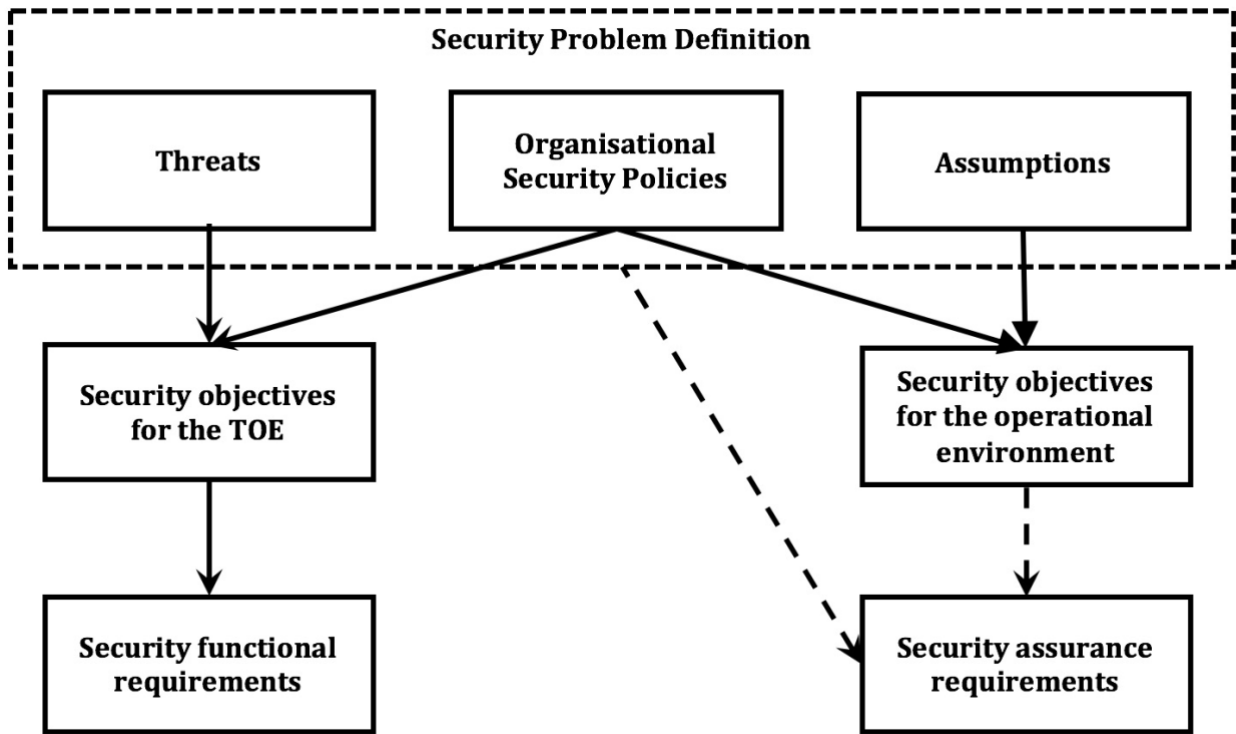 Security Problem Definition
Threats
Organisational
Security Policies
Assumptions
Security objectives
for the TOE
Security objectives
for the operational
environment
Security functional
requirements
Security assurance
requirements